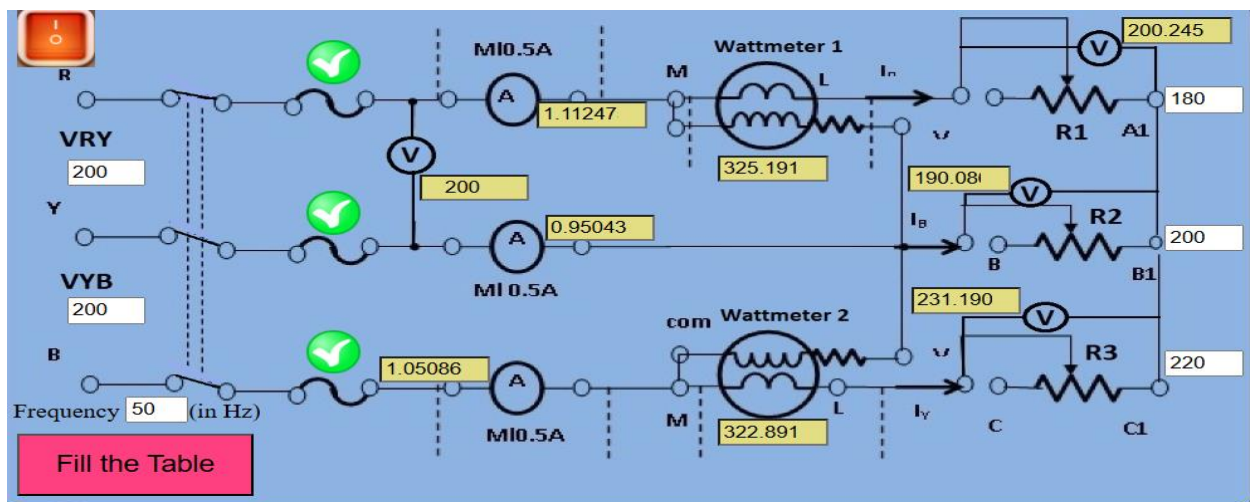 I
O
R
VRY
200
Y
VYB
200
B
Frequency 50 (in Hz)
Fill the Table
MI0.5A
A
1.11247
V
200
A
0.95043
MI 0.5A
1.05086
A
MI0.5A
Wattmeter 1
M
L
325.191
com
Wattmeter 2
M
L
322.891
200.245
V
R1
A1
180
190.08
V
I_B
R2
B
B1
200
231.190
V
R3
220
I_Y
C
C1